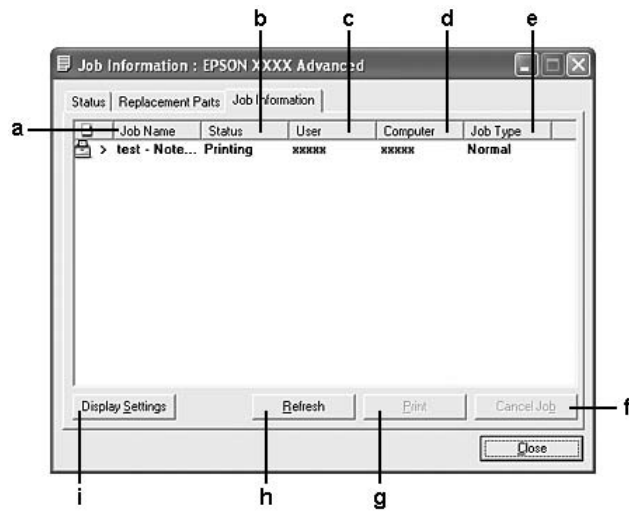 b c d e
Job Information : EPSON XXXX Advanced
Status Replacement Parts Job Information
a Job Name Status User Computer Job Type
> test - Note... Printing xxxxx xxxxx Normal
Display Settings Refresh Print Cancel Job f
Close
i h g